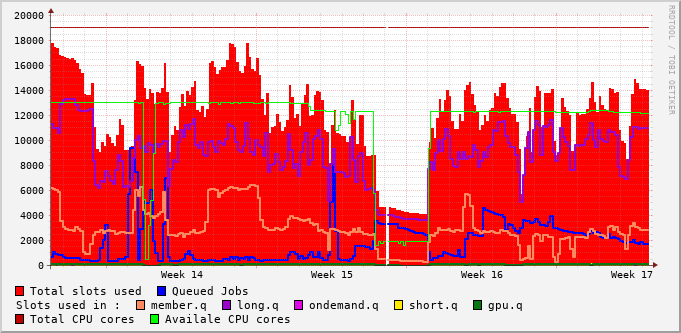 RRDTOOL / TOBI OETIKER
20000
18000
16000
14000
12000
10000
8000
6000
4000
2000
0
Week 14 Week 15 Week 16 Week 17
Total slots used Queued Jobs
Slots used in : member.q long.q ondemand.q short.q gpu.q
Total CPU cores Availale CPU cores